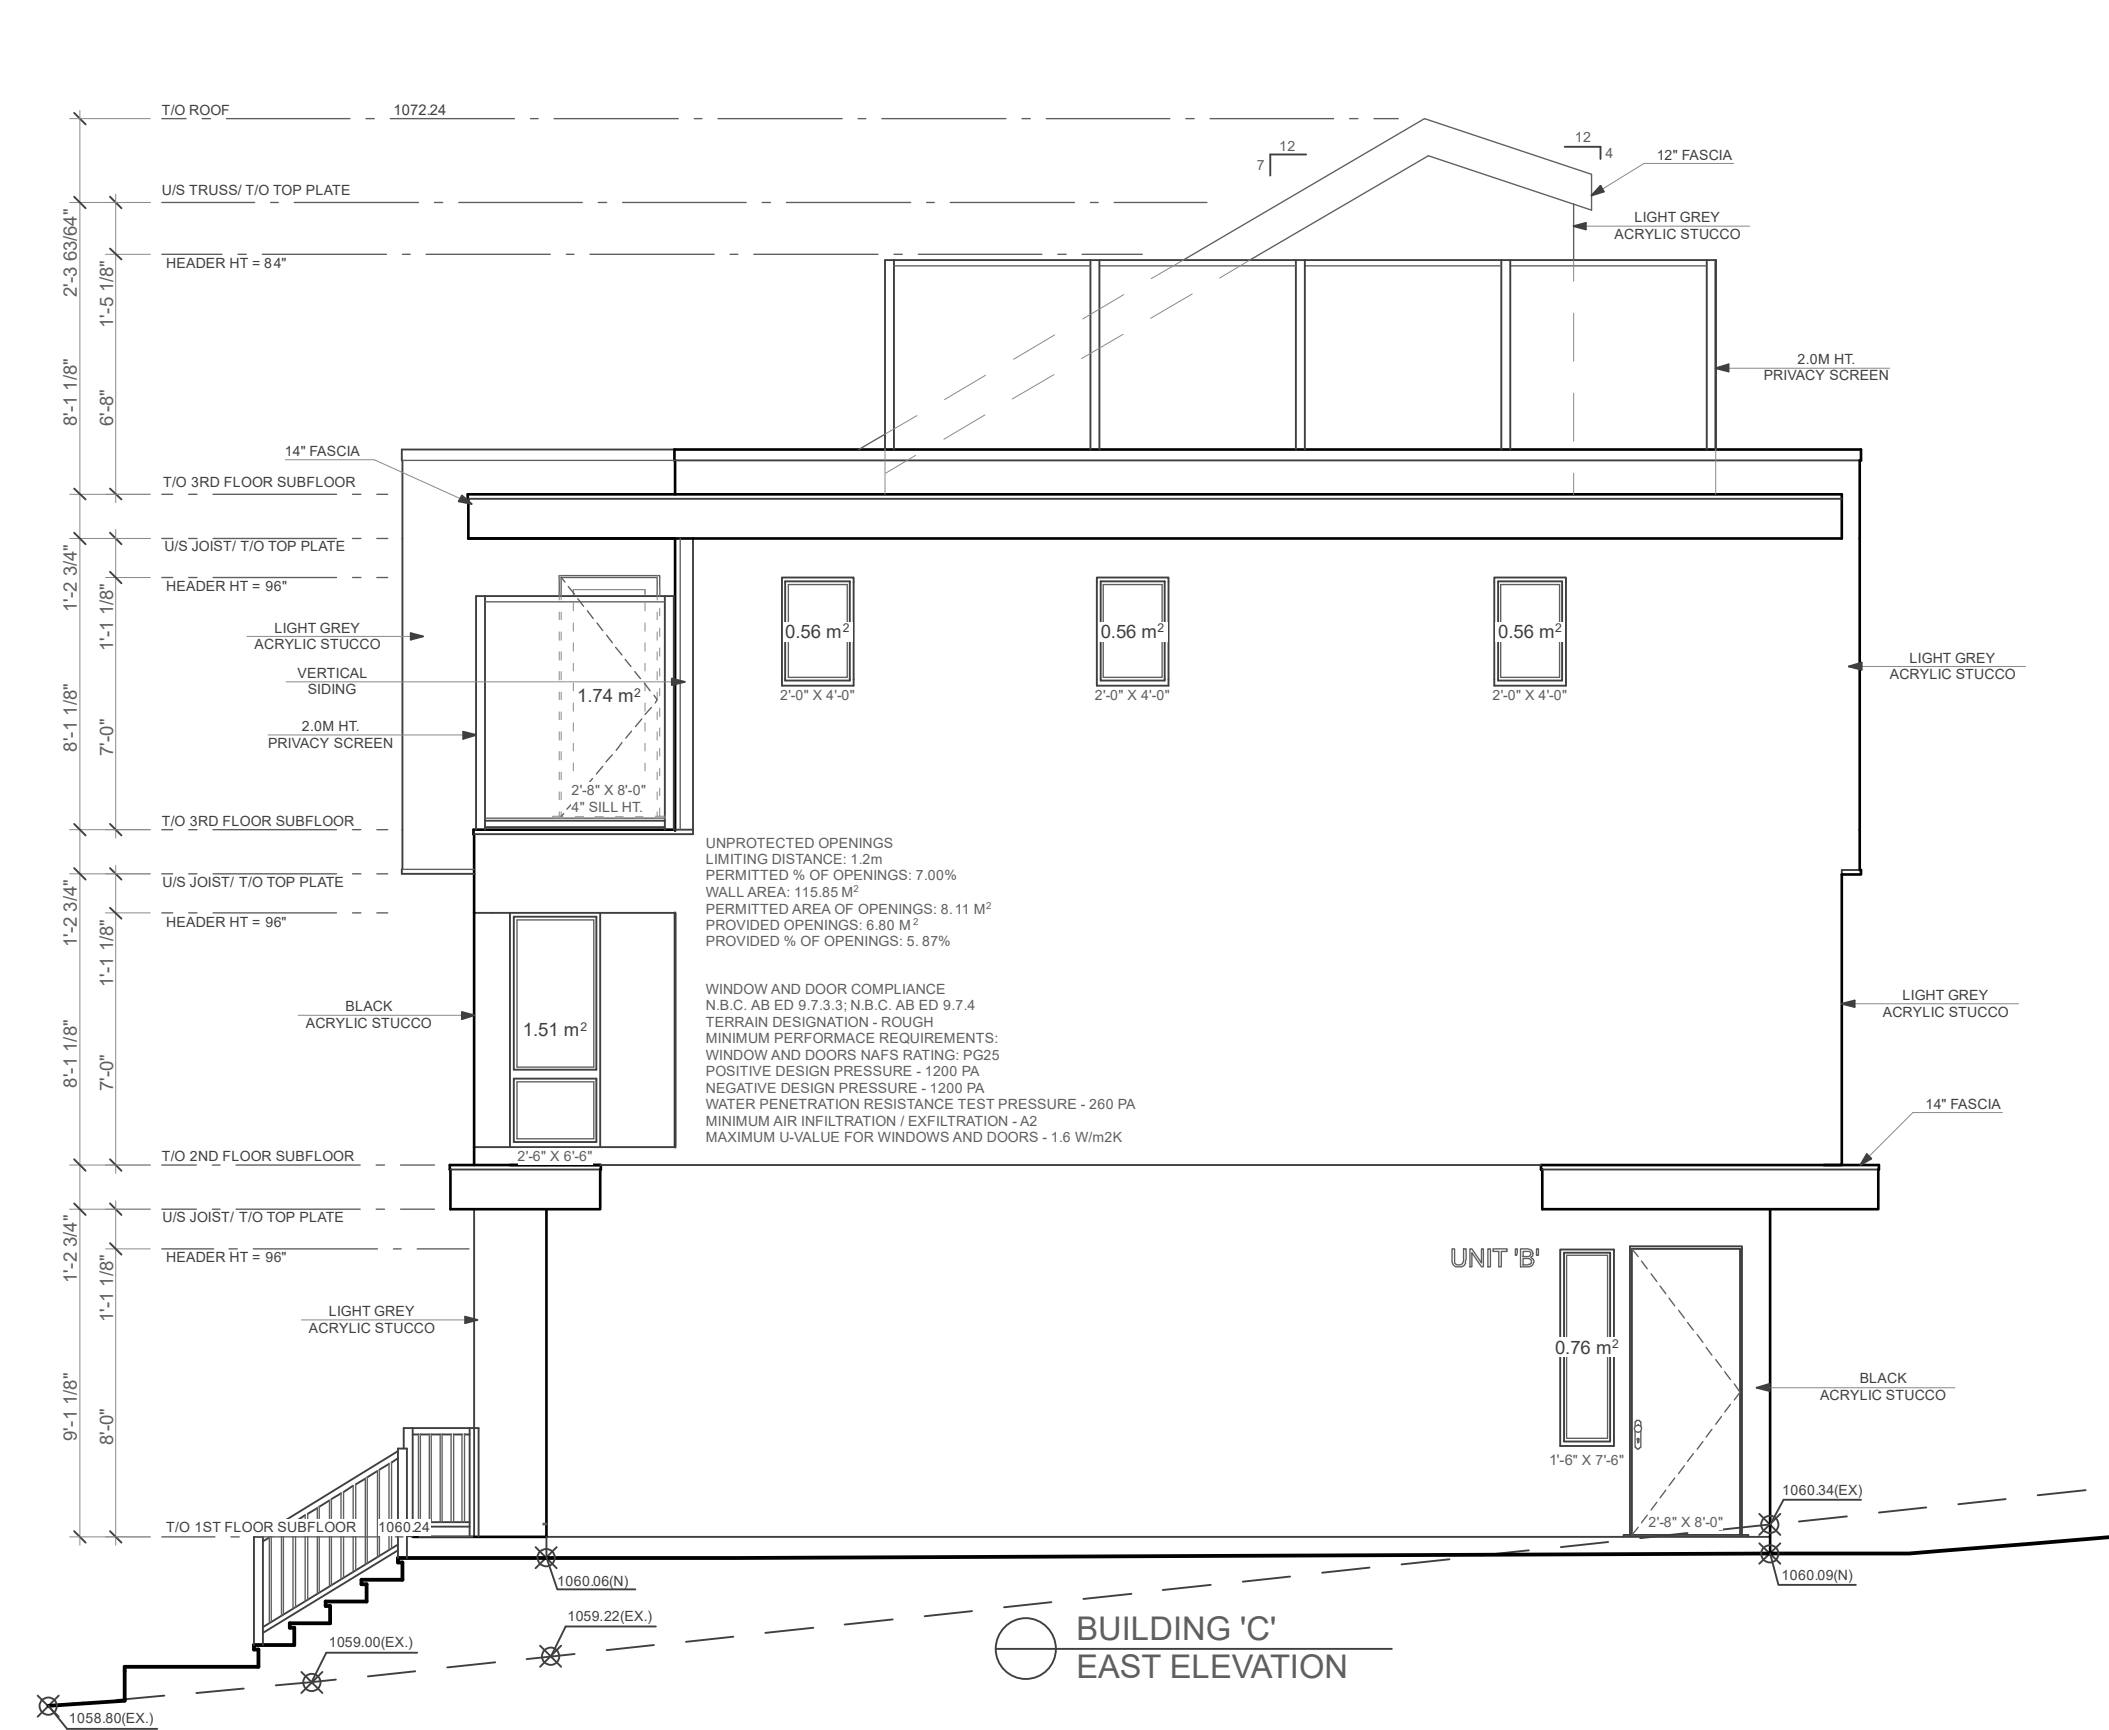 T/O ROOF 1072.24
12
7
12
4
12" FASCIA
U/S TRUSS/ T/O TOP PLATE
LIGHT GREY
ACRYLIC STUCCO
2'-3 63/64"
HEADER HT = 84"
1'-5 1/8"
8'-1 1/8"
6'-8"
2.0M HT.
PRIVACY SCREEN
14" FASCIA
T/O 3RD FLOOR SUBFLOOR
U/S JOIST/ T/O TOP PLATE
1'-2 3/4"
HEADER HT = 96"
1'-1 1/8"
LIGHT GREY
ACRYLIC STUCCO
0.56 m²
0.56 m²
0.56 m²
2'-0" X 4'-0"
2'-0" X 4'-0"
2'-0" X 4'-0"
LIGHT GREY
ACRYLIC STUCCO
VERTICAL
SIDING
1.74 m²
8'-1 1/8"
7'-0"
2.0M HT.
PRIVACY SCREEN
2'-8" X 8'-0"
4" SILL HT.
T/O 3RD FLOOR SUBFLOOR
UNPROTECTED OPENINGS
LIMITING DISTANCE: 1.2m
PERMITTED % OF OPENINGS: 7.00%
WALL AREA: 115.85 M²
PERMITTED AREA OF OPENINGS: 8.11 M²
PROVIDED OPENINGS: 6.80 M²
PROVIDED % OF OPENINGS: 5.87%
U/S JOIST/ T/O TOP PLATE
1'-2 3/4"
HEADER HT = 96"
1'-1 1/8"
WINDOW AND DOOR COMPLIANCE
N.B.C. AB ED 9.7.3.3; N.B.C. AB ED 9.7.4
TERRAIN DESIGNATION - ROUGH
MINIMUM PERFORMACE REQUIREMENTS:
WINDOW AND DOORS NAFS RATING: PG25
POSITIVE DESIGN PRESSURE - 1200 PA
NEGATIVE DESIGN PRESSURE - 1200 PA
WATER PENETRATION RESISTANCE TEST PRESSURE - 260 PA
MINIMUM AIR INFILTRATION / EXFILTRATION - A2
MAXIMUM U-VALUE FOR WINDOWS AND DOORS - 1.6 W/m2K
BLACK
ACRYLIC STUCCO
1.51 m²
LIGHT GREY
ACRYLIC STUCCO
8'-1 1/8"
7'-0"
14" FASCIA
T/O 2ND FLOOR SUBFLOOR
2'-6" X 6'-6"
U/S JOIST/ T/O TOP PLATE
1'-2 3/4"
HEADER HT = 96"
1'-1 1/8"
UNIT 'B'
LIGHT GREY
ACRYLIC STUCCO
0.76 m²
BLACK
ACRYLIC STUCCO
9'-1 1/8"
8'-0"
1'-6" X 7'-6"
1060.34(EX)
T/O 1ST FLOOR SUBFLOOR 1060.24
2'-8" X 8'-0"
1060.06(N)
1060.09(N)
1059.22(EX.)
1059.00(EX.)
1058.80(EX.)
BUILDING 'C'
EAST ELEVATION